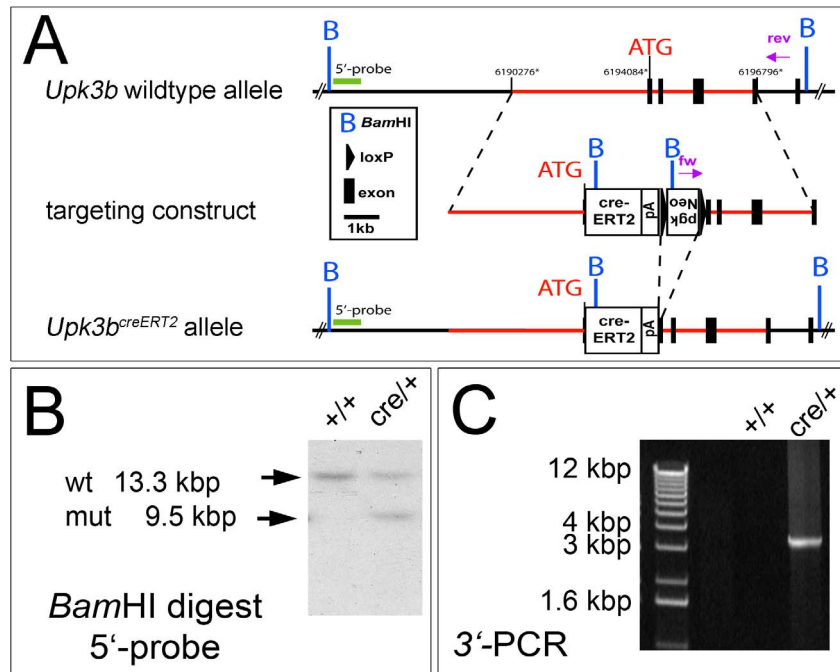 A
B
B
rev
5'-probe
ATG
Upk3b wildtype allele
6190276*
6194084*
6196796*
B BamHI
loxP
exon
1kb
B
B
fw
ATG
targeting construct
cre-
ERT2
pA
pgk
Neo
B
B
B
5'-probe
ATG
Upk3bcreERT2 allele
cre-
ERT2
pA
B
+/+
cre/+
wt 13.3 kbp
mut 9.5 kbp
BamHI digest
5‘-probe
C
+/+
cre/+
12 kbp
4 kbp
3 kbp
1.6 kbp
3‘-PCR